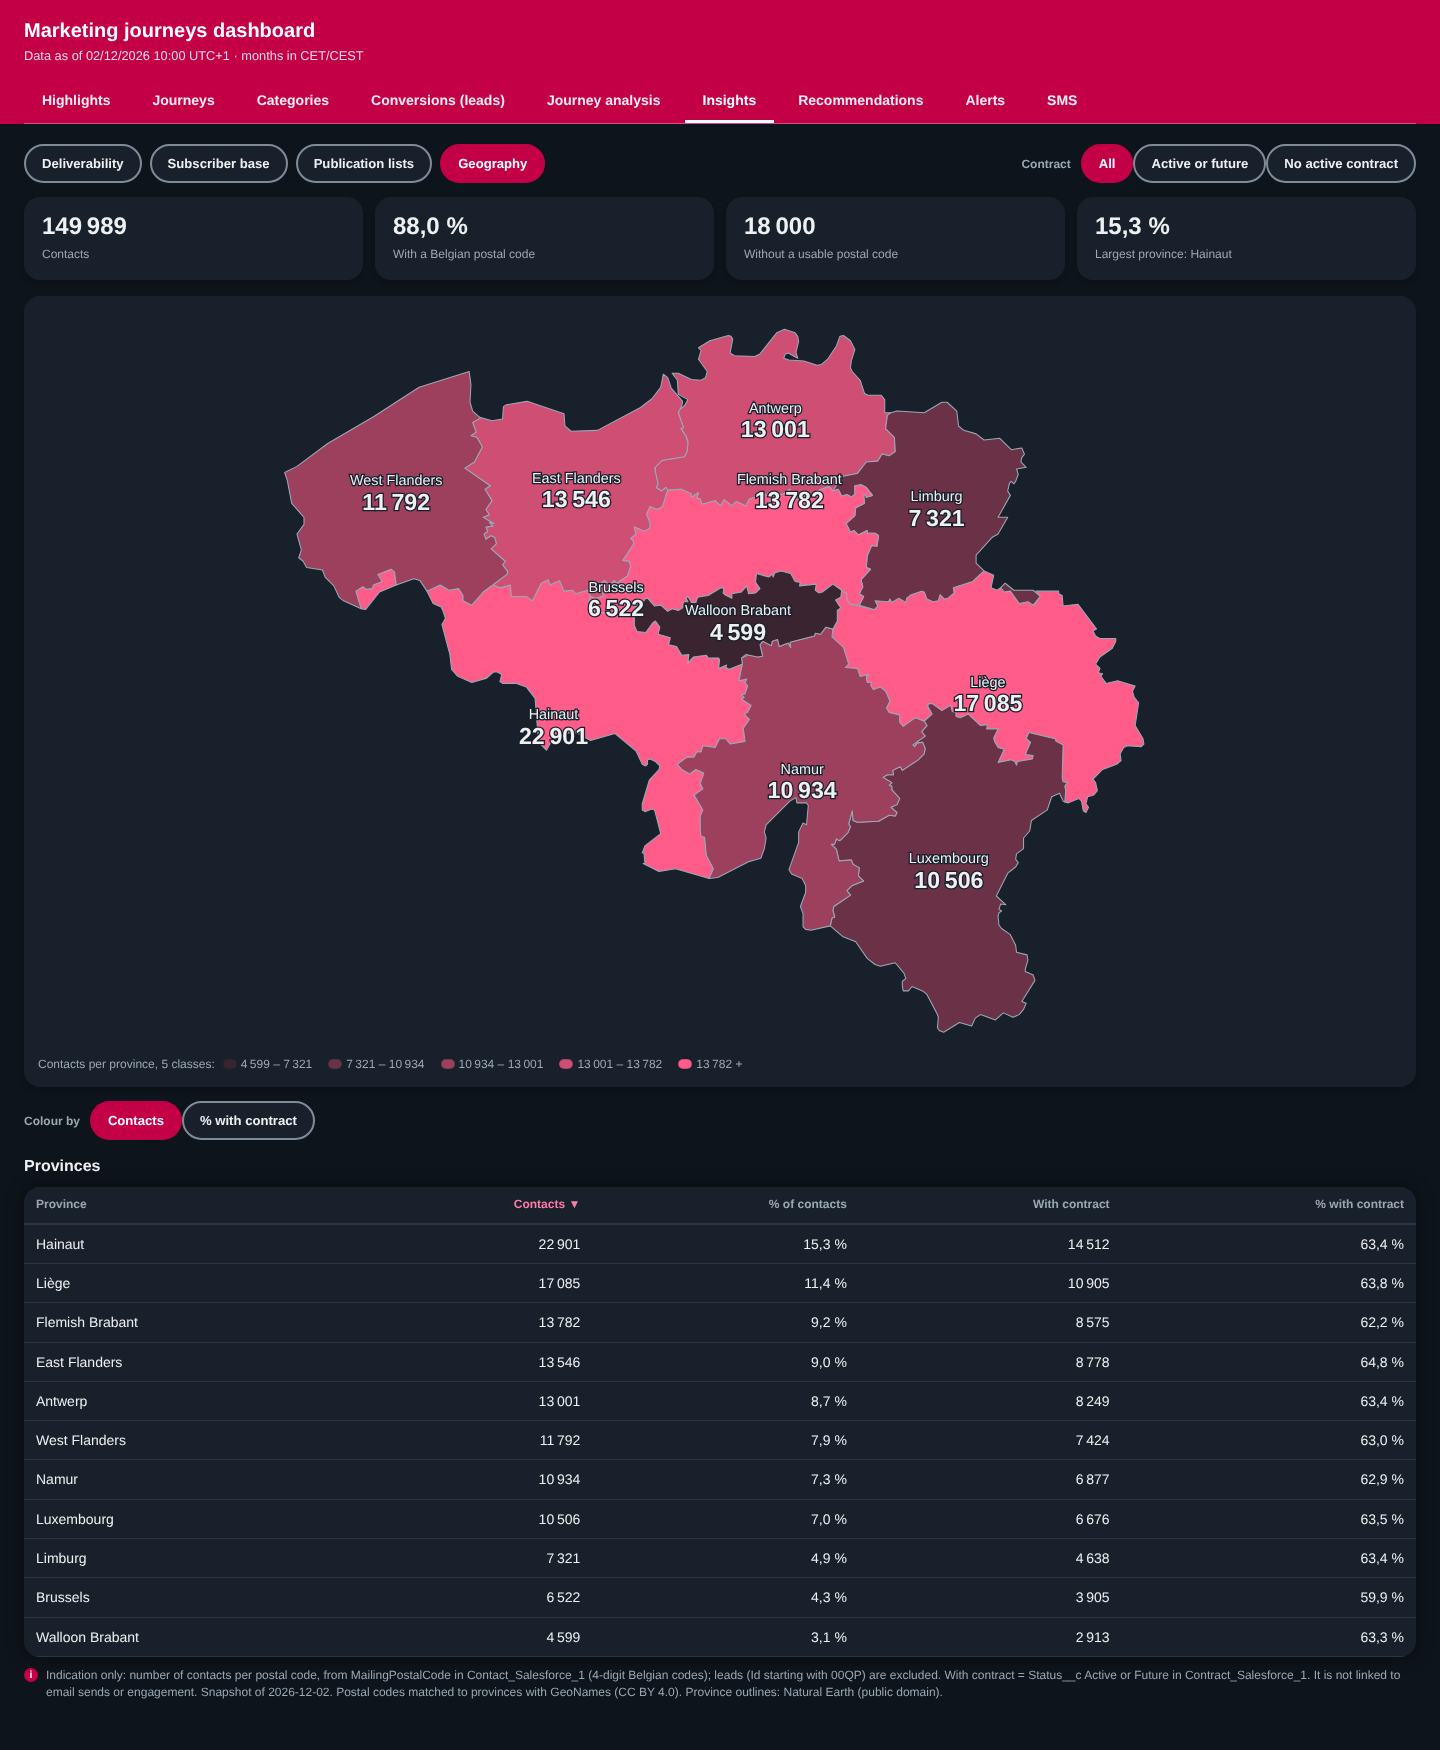 Marketing journeys dashboard
Data as of 02/12/2026 10:00 UTC+1 · months in CET/CEST
Highlights Journeys Categories Conversions (leads) Journey analysis Insights Recommendations Alerts SMS
Deliverability Subscriber base Publication lists Geography Contract All Active or future No active contract
149 989 88,0 % 18 000 15,3 %
Contacts With a Belgian postal code Without a usable postal code Largest province: Hainaut
Antwerp
13 001
West Flanders
11 792
East Flanders
13 546
Flemish Brabant
13 782
Limburg
7 321
Brussels
6 522
Walloon Brabant
4 599
Liège
17 085
Hainaut
22 901
Namur
10 934
Luxembourg
10 506
Contacts per province, 5 classes: 4 599 – 7 321 7 321 – 10 934 10 934 – 13 001 13 001 – 13 782 13 782 +
Colour by Contacts % with contract
Provinces
Province Contacts ▼ % of contacts With contract % with contract
Hainaut 22 901 15,3 % 14 512 63,4 %
Liège 17 085 11,4 % 10 905 63,8 %
Flemish Brabant 13 782 9,2 % 8 575 62,2 %
East Flanders 13 546 9,0 % 8 778 64,8 %
Antwerp 13 001 8,7 % 8 249 63,4 %
West Flanders 11 792 7,9 % 7 424 63,0 %
Namur 10 934 7,3 % 6 877 62,9 %
Luxembourg 10 506 7,0 % 6 676 63,5 %
Limburg 7 321 4,9 % 4 638 63,4 %
Brussels 6 522 4,3 % 3 905 59,9 %
Walloon Brabant 4 599 3,1 % 2 913 63,3 %
i Indication only: number of contacts per postal code, from MailingPostalCode in Contact_Salesforce_1 (4-digit Belgian codes); leads (Id starting with 00QP) are excluded. With contract = Status__c Active or Future in Contract_Salesforce_1. It is not linked to
email sends or engagement. Snapshot of 2026-12-02. Postal codes matched to provinces with GeoNames (CC BY 4.0). Province outlines: Natural Earth (public domain).